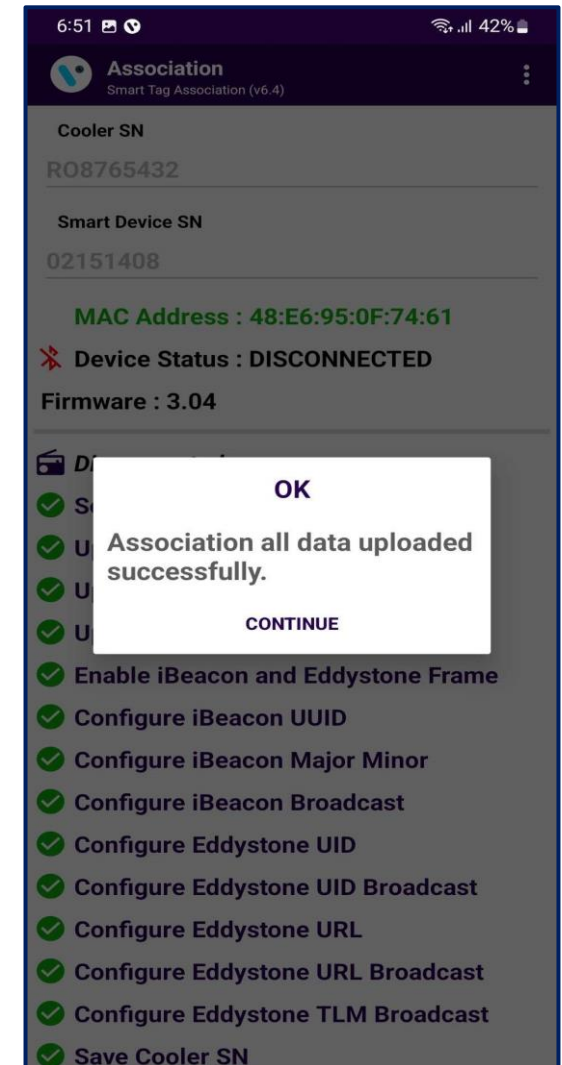 6:51 42%
Association
Smart Tag Association (v6.4)
Cooler SN
RO8765432
Smart Device SN
02151408
MAC Address : 48:E6:95:0F:74:61
Device Status : DISCONNECTED
Firmware : 3.04
OK
Association all data uploaded
successfully.
CONTINUE
Enable iBeacon and Eddystone Frame
Configure iBeacon UUID
Configure iBeacon Major Minor
Configure iBeacon Broadcast
Configure Eddystone UID
Configure Eddystone UID Broadcast
Configure Eddystone URL
Configure Eddystone URL Broadcast
Configure Eddystone TLM Broadcast
Save Cooler SN